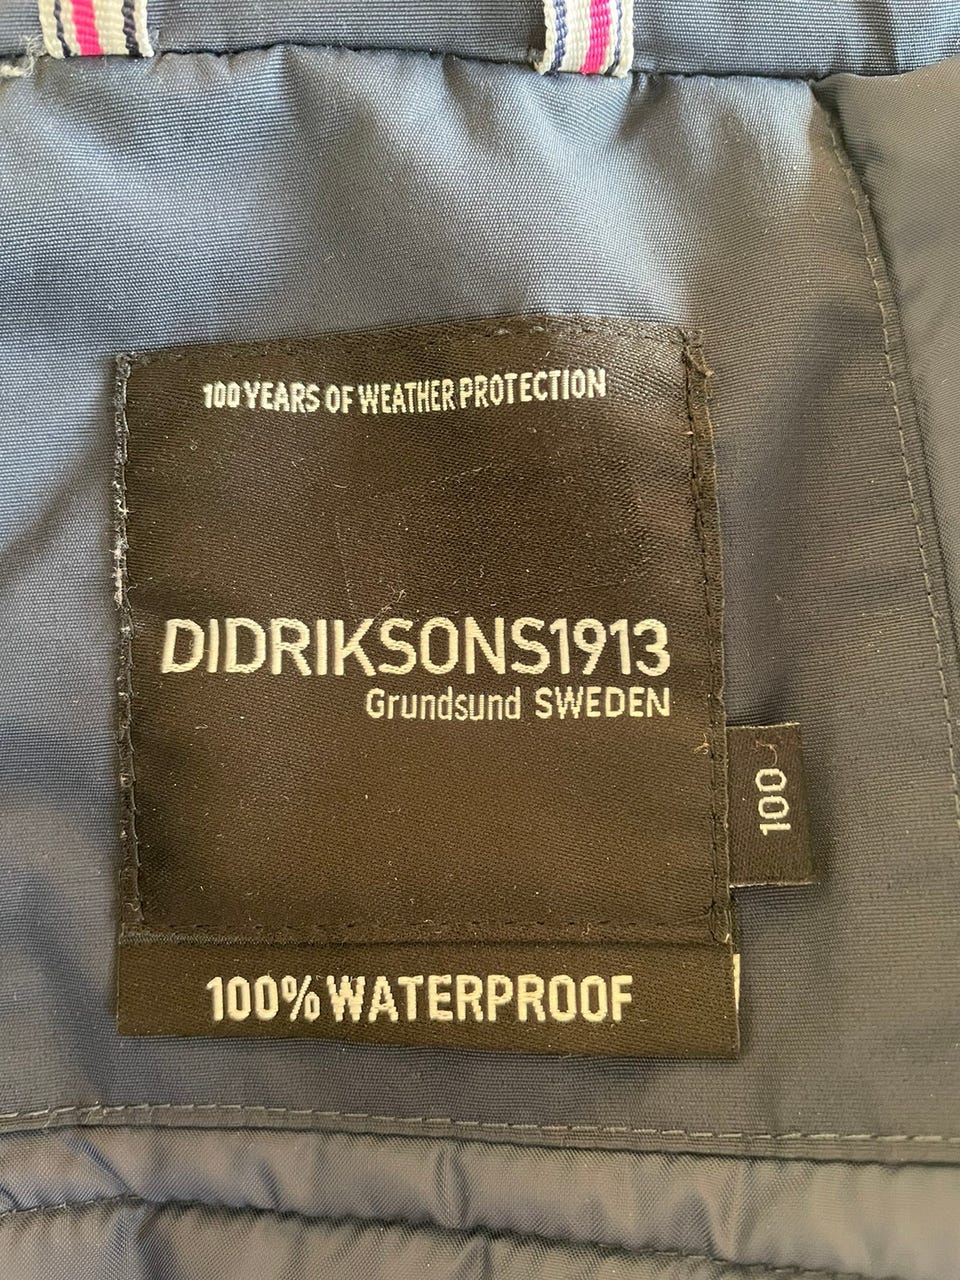 100 YEARS OF WEATHER PROTECTION
DIDRIKSONS1913
Grundsund SWEDEN
100
100% WATERPROOF